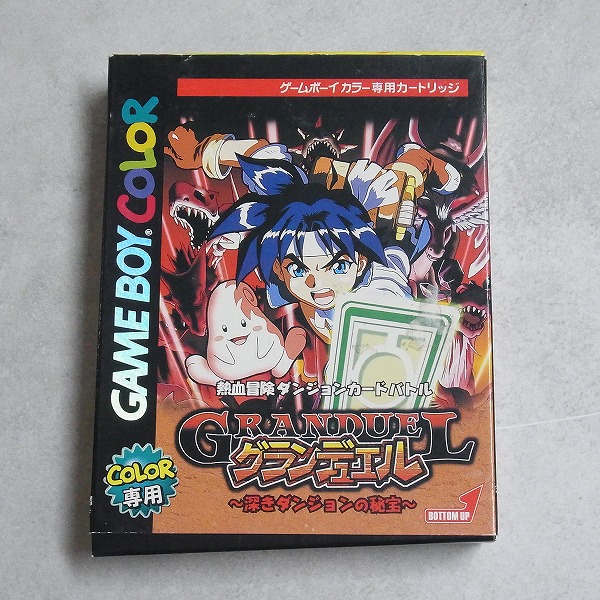 ゲームボーイカラー専用カートリッジ
GAME BOY COLOR
熱血冒険ダンジョンカードバトル
GRANDUEL
グランデュエル
～深きダンジョンの秘宝～
COLOR
専用
BOTTOM UP